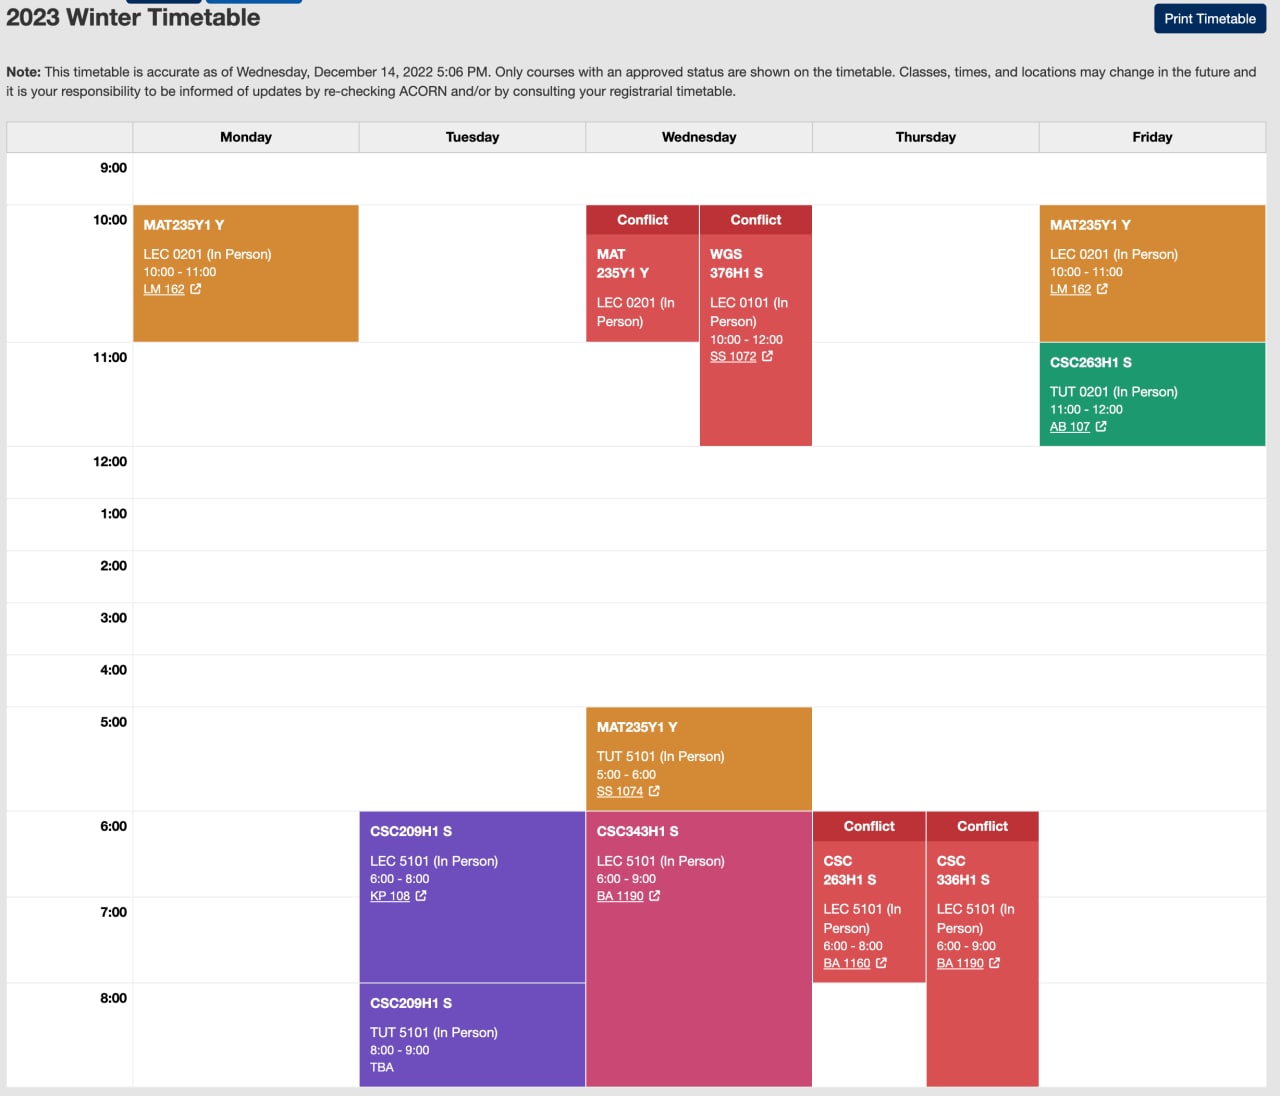 2023 Winter Timetable
Print Timetable
Note: This timetable is accurate as of Wednesday, December 14, 2022 5:06 PM. Only courses with an approved status are shown on the timetable. Classes, times, and locations may change in the future and
it is your responsibility to be informed of updates by re-checking ACORN and/or by consulting your registrarial timetable.
Monday
Tuesday
Wednesday
Thursday
Friday
9:00
10:00
MAT235Y1 Y
LEC 0201 (In Person)
10:00 - 11:00
LM 162
Conflict
MAT
235Y1 Y
LEC 0201 (In
Person)
Conflict
WGS
376H1 S
LEC 0101 (In
Person)
10:00 - 12:00
SS 1072
MAT235Y1 Y
LEC 0201 (In Person)
10:00 - 11:00
LM 162
11:00
CSC263H1 S
TUT 0201 (In Person)
11:00 - 12:00
AB 107
12:00
1:00
2:00
3:00
4:00
5:00
MAT235Y1 Y
TUT 5101 (In Person)
5:00 - 6:00
SS 1074
6:00
CSC209H1 S
LEC 5101 (In Person)
6:00 - 8:00
KP 108
CSC343H1 S
LEC 5101 (In Person)
6:00 - 9:00
BA 1190
Conflict
CSC
263H1 S
LEC 5101 (In
Person)
6:00 - 8:00
BA 1160
Conflict
CSC
336H1 S
LEC 5101 (In
Person)
6:00 - 9:00
BA 1190
7:00
8:00
CSC209H1 S
TUT 5101 (In Person)
8:00 - 9:00
TBA